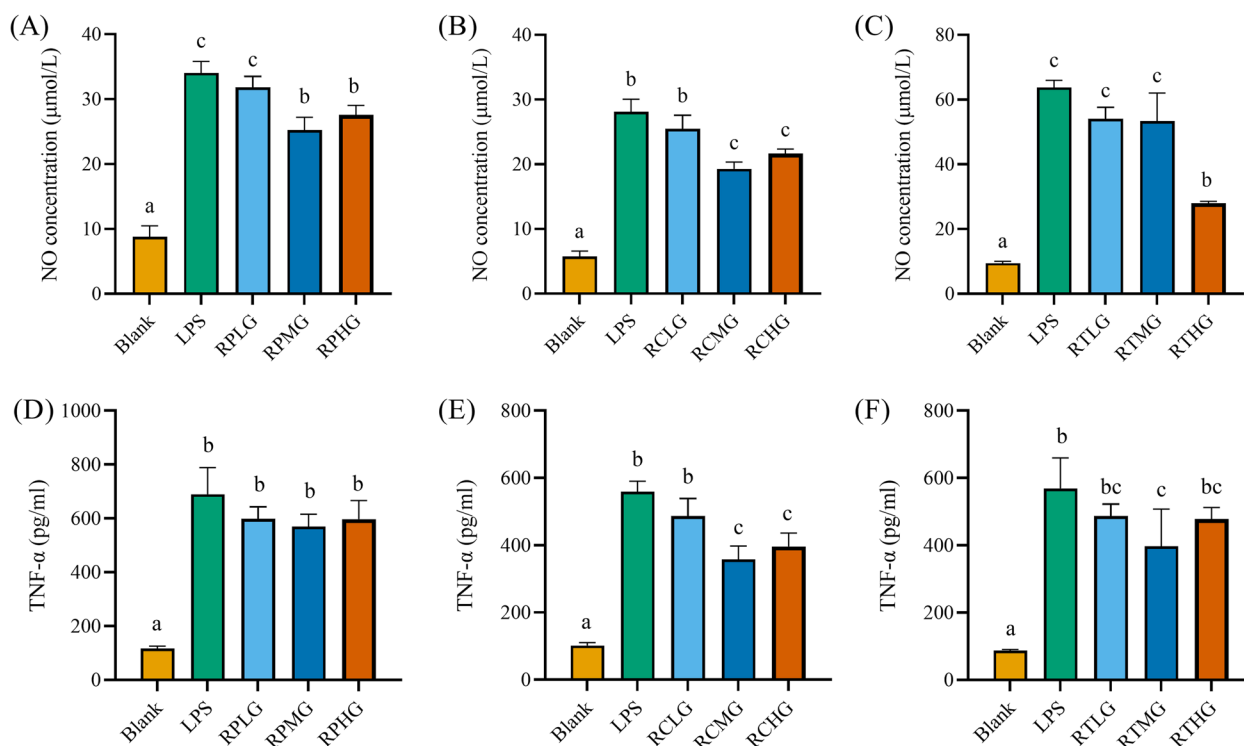 (A)
NO concentration (μmol/L)
40
30
20
10
0
a
c
c
b
b
Blank
LPS
RPLG
RPMG
RPHG
(B)
NO concentration (μmol/L)
40
30
20
10
0
a
b
b
c
c
Blank
LPS
RCLG
RCMG
RCHG
(C)
NO concentration (μmol/L)
80
60
40
20
0
a
c
c
c
b
Blank
LPS
RTLG
RTMG
RTHG
(D)
TNF-α (pg/ml)
1000
800
600
400
200
0
a
b
b
b
b
Blank
LPS
RPLG
RPMG
RPHG
(E)
TNF-α (pg/ml)
800
600
400
200
0
a
b
b
c
c
Blank
LPS
RCLG
RCMG
RCHG
(F)
TNF-α (pg/ml)
800
600
400
200
0
a
b
bc
c
bc
Blank
LPS
RTLG
RTMG
RTHG